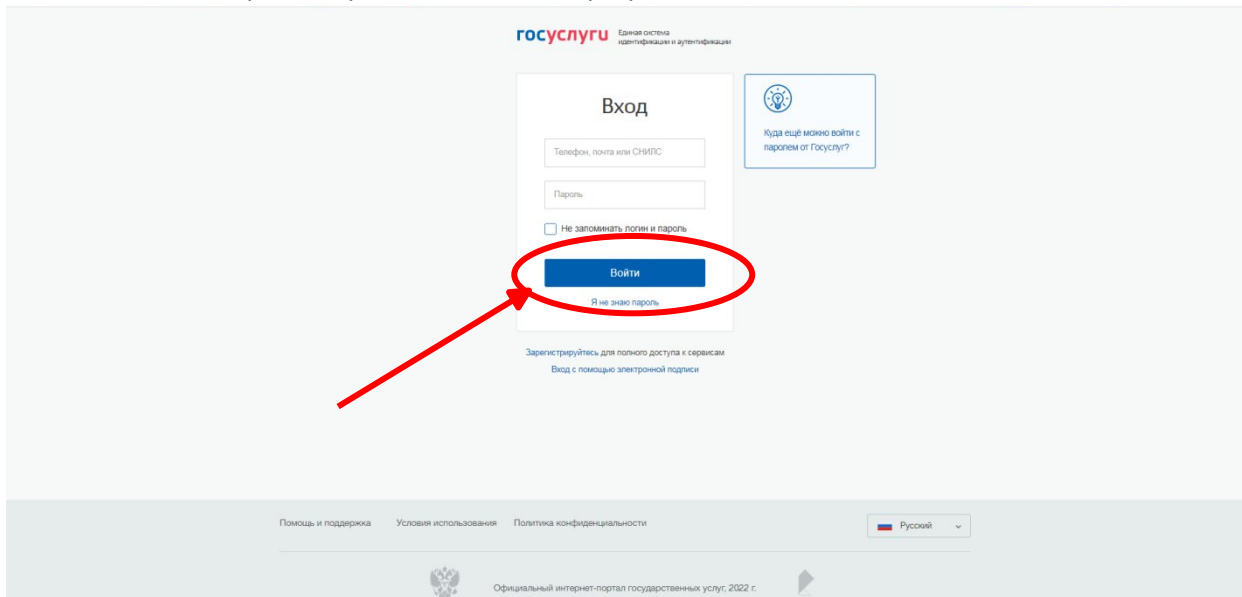 госуслуги
Единая система
идентификации и аутентификации
Вход
Телефон, почта или СНИЛС
Пароль
Не запоминать логин и пароль
Войти
Я не знаю пароль
Куда ещё можно войти с
паролем от Госуслуг?
Зарегистрируйтесь для полного доступа к сервисам
Вход с помощью электронной подписи
Помощь и поддержка Условия использования Политика конфиденциальности
Русский
Официальный интернет-портал государственных услуг, 2022 г.